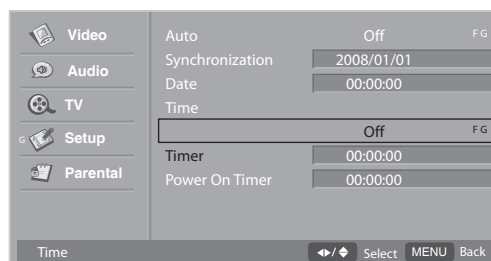 Video
Audio
TV
G Setup
Parental
Auto Off F G
Synchronization 2008/01/01
Date 00:00:00
Time
Off F G
Timer 00:00:00
Power On Timer 00:00:00
Time Select MENU Back